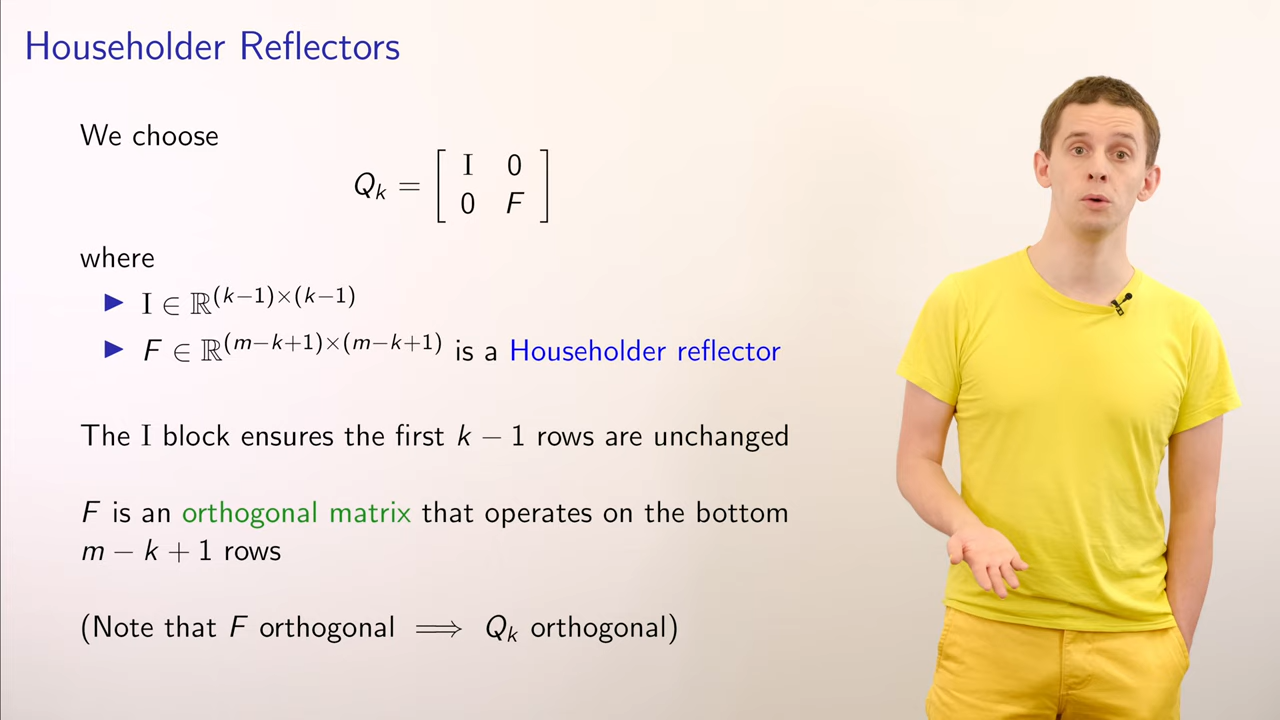 Householder Reflectors
We choose
Q_k = [ I 0
0 F ]
where
▶ I ∈ ℝ^(k−1)×(k−1)
▶ F ∈ ℝ^(m−k+1)×(m−k+1) is a Householder reflector
The I block ensures the first k − 1 rows are unchanged
F is an orthogonal matrix that operates on the bottom
m − k + 1 rows
(Note that F orthogonal ⟹ Q_k orthogonal)